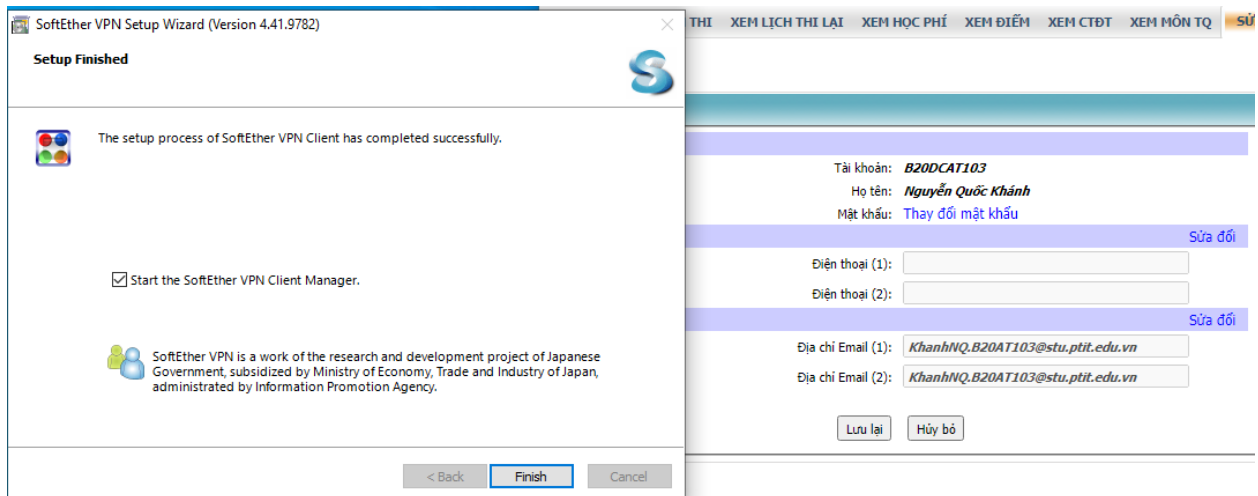 SoftEther VPN Setup Wizard (Version 4.41.9782)
Setup Finished
The setup process of SoftEther VPN Client has completed successfully.
Start the SoftEther VPN Client Manager.
SoftEther VPN is a work of the research and development project of Japanese
Government, subsidized by Ministry of Economy, Trade and Industry of Japan,
administrated by Information Promotion Agency.
< Back Finish Cancel
THI XEM LỊCH THI LẠI XEM HỌC PHÍ XEM ĐIỂM XEM CTĐT XEM MÔN TQ
Tài khoản: B20DCAT103
Họ tên: Nguyễn Quốc Khánh
Mật khẩu: Thay đổi mật khẩu
Sửa đổi
Điện thoại (1):
Điện thoại (2):
Sửa đổi
Địa chỉ Email (1): KhanhNQ.B20AT103@stu.ptit.edu.vn
Địa chỉ Email (2): KhanhNQ.B20AT103@stu.ptit.edu.vn
Lưu lại Hủy bỏ